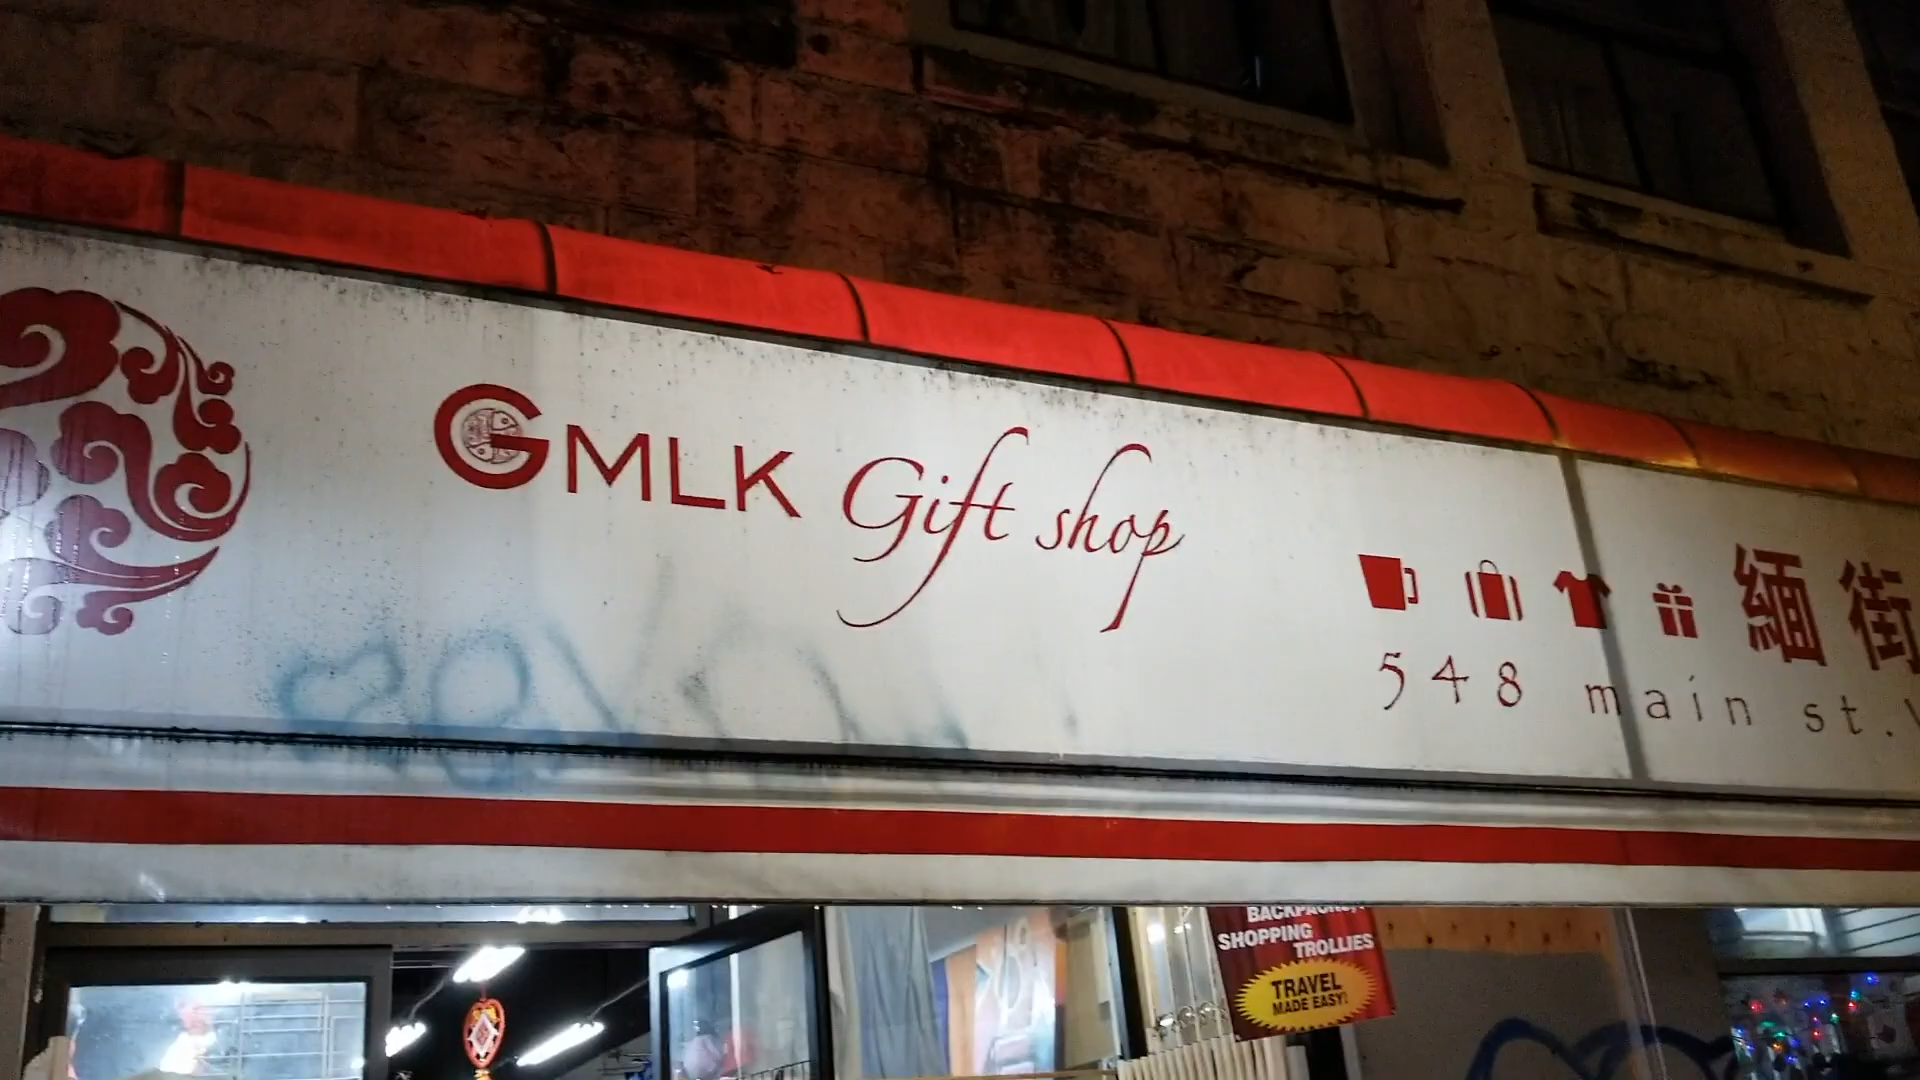 GMLK Gift shop
緬街
548 main st.
BACKPACKS,
SHOPPING
TROLLIES
TRAVEL
MADE EASY!